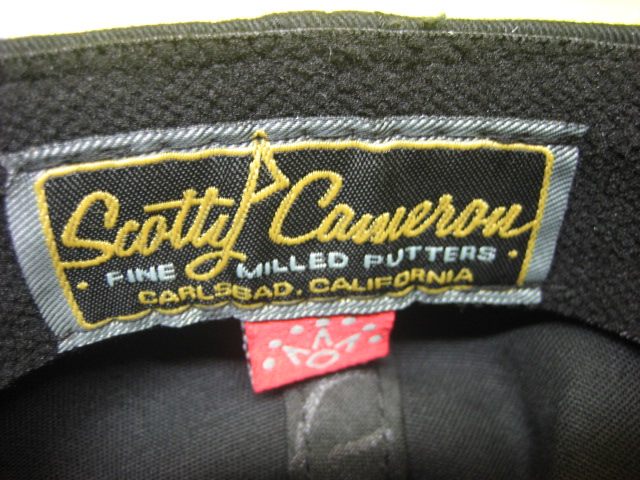 Scotty Cameron
FINE MILLED PUTTERS
CARLSBAD, CALIFORNIA